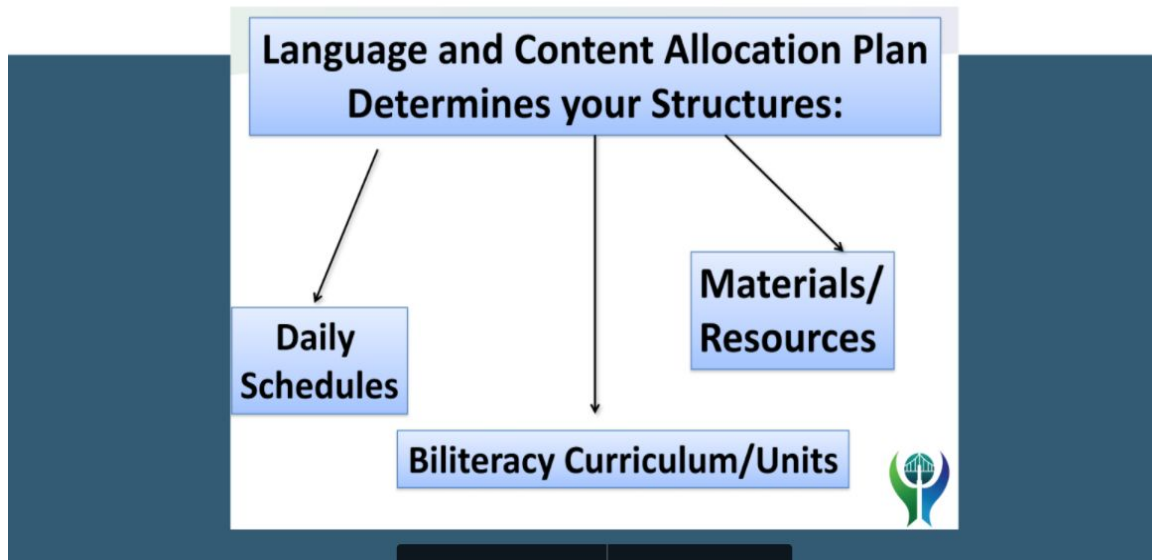 Language and Content Allocation Plan
Determines your Structures:
Daily
Schedules
Materials/
Resources
Biliteracy Curriculum/Units